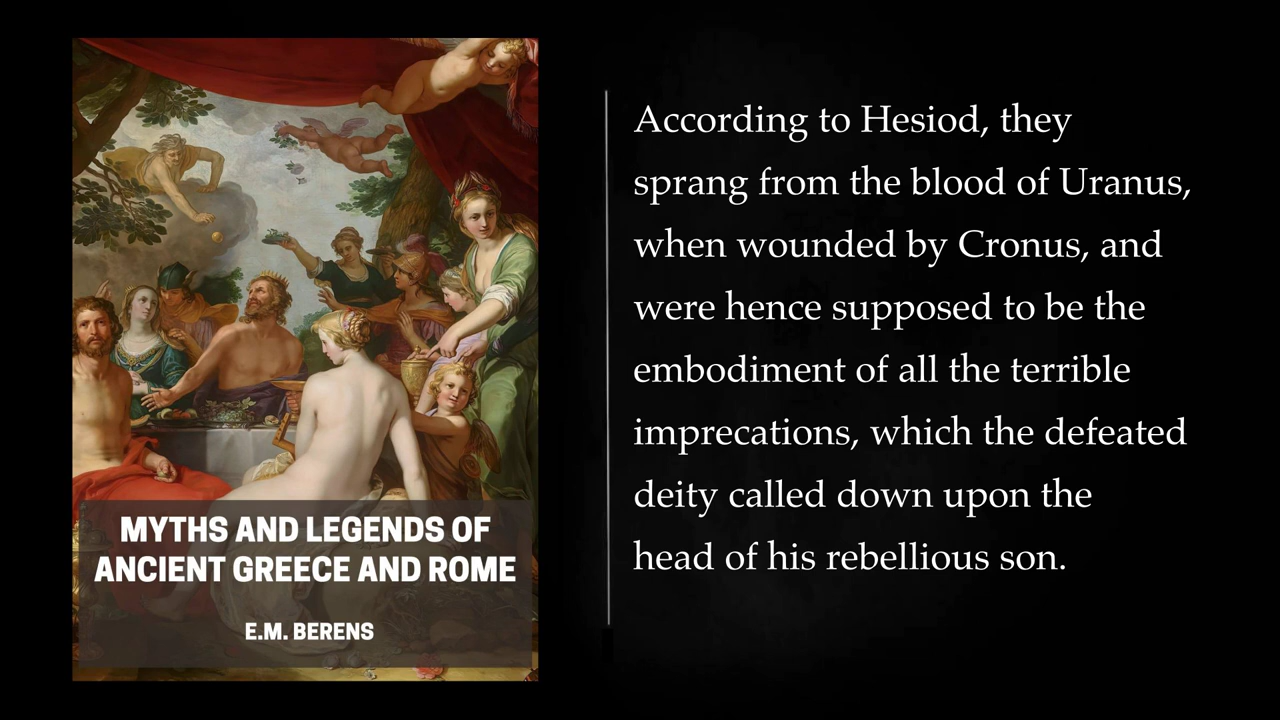 MYTHS AND LEGENDS OF
ANCIENT GREECE AND ROME
E.M. BERENS
According to Hesiod, they
sprang from the blood of Uranus,
when wounded by Cronus, and
were hence supposed to be the
embodiment of all the terrible
imprecations, which the defeated
deity called down upon the
head of his rebellious son.